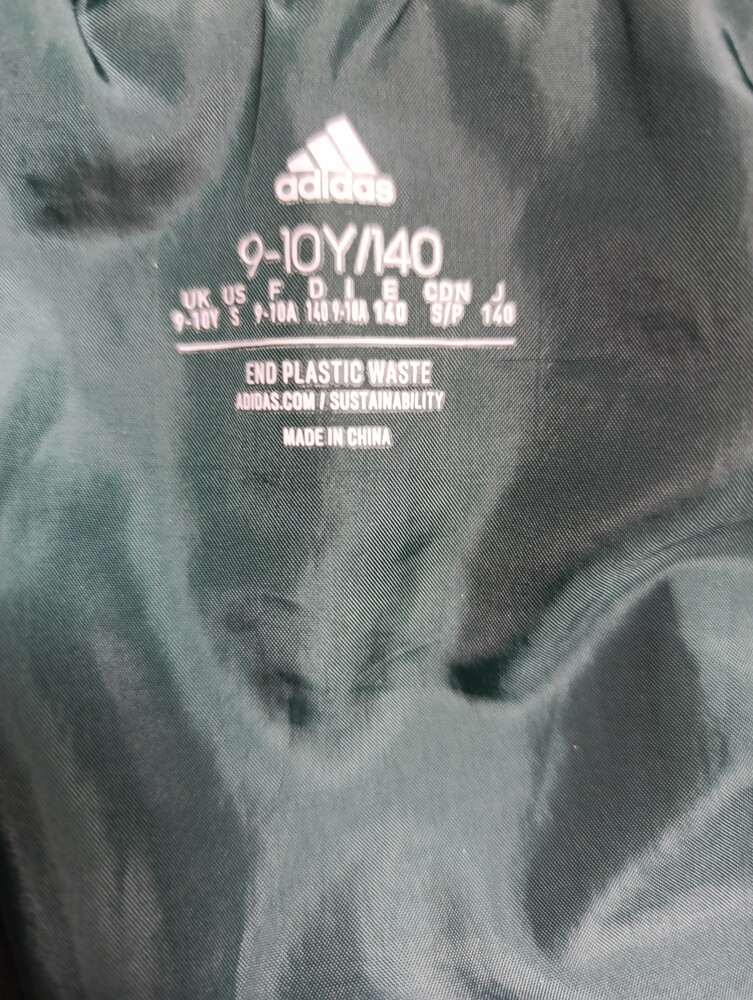 adidas
9-10Y/140
UK US F D I E CDN J
9-10Y S 9-10A 140 9-10A 140 S/P 140
END PLASTIC WASTE
ADIDAS.COM / SUSTAINABILITY
MADE IN CHINA